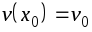 v(x₀) = v₀